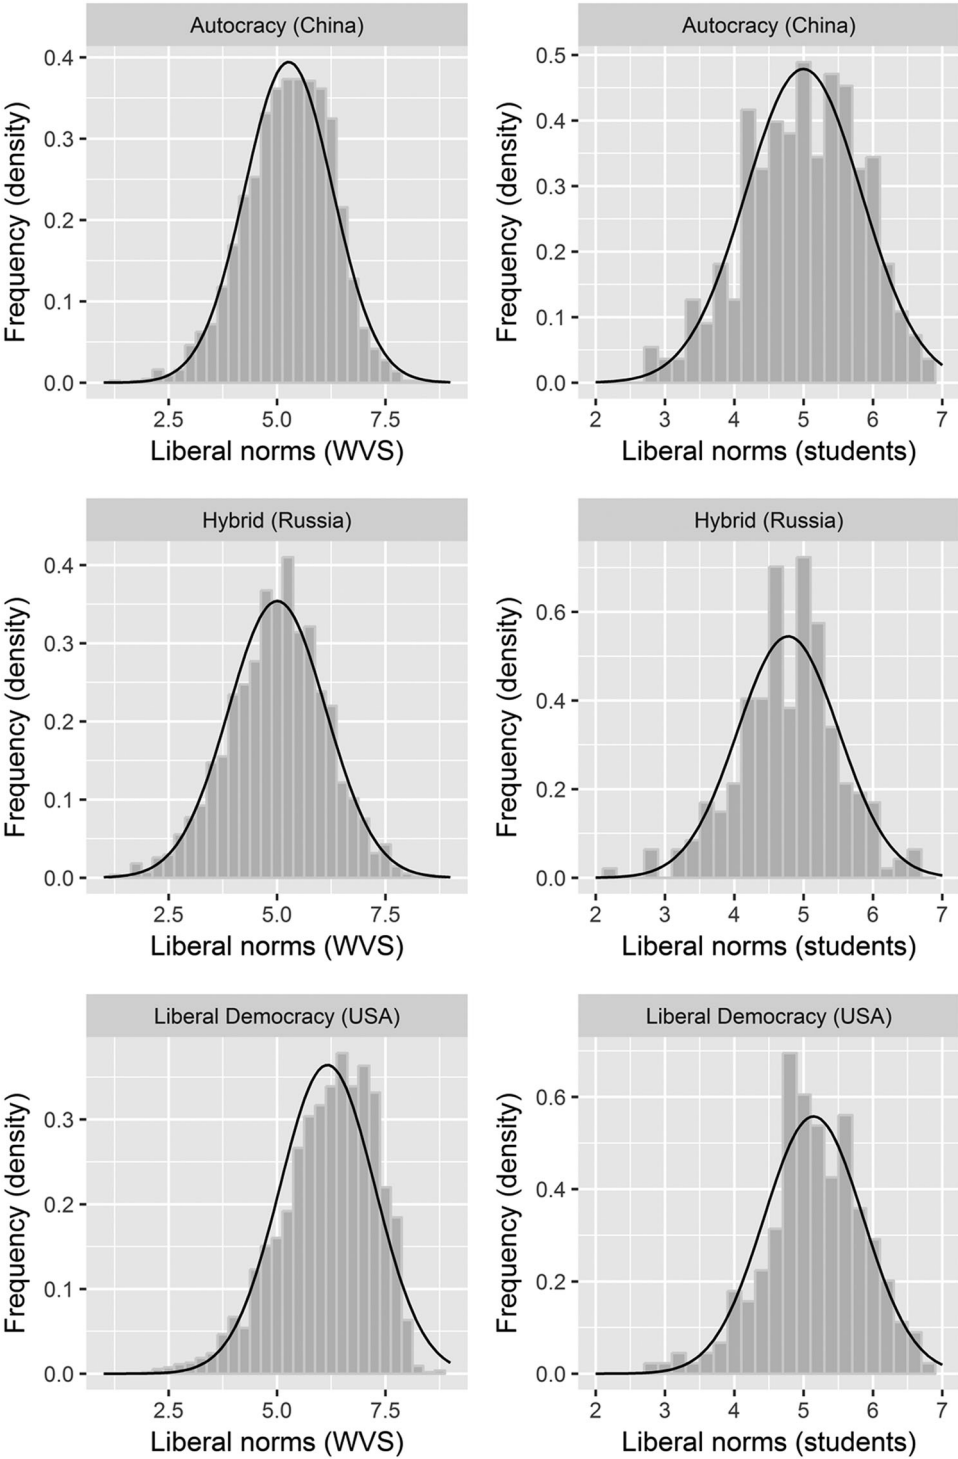 Autocracy (China)
Frequency (density)
0.4
0.3
0.2
0.1
0.0
2.5 5.0 7.5
Liberal norms (WVS)
Autocracy (China)
Frequency (density)
0.5
0.4
0.3
0.2
0.1
0.0
2 3 4 5 6 7
Liberal norms (students)
Hybrid (Russia)
Frequency (density)
0.4
0.3
0.2
0.1
0.0
2.5 5.0 7.5
Liberal norms (WVS)
Hybrid (Russia)
Frequency (density)
0.6
0.4
0.2
0.0
2 3 4 5 6 7
Liberal norms (students)
Liberal Democracy (USA)
Frequency (density)
0.3
0.2
0.1
0.0
2.5 5.0 7.5
Liberal norms (WVS)
Liberal Democracy (USA)
Frequency (density)
0.6
0.4
0.2
0.0
2 3 4 5 6 7
Liberal norms (students)